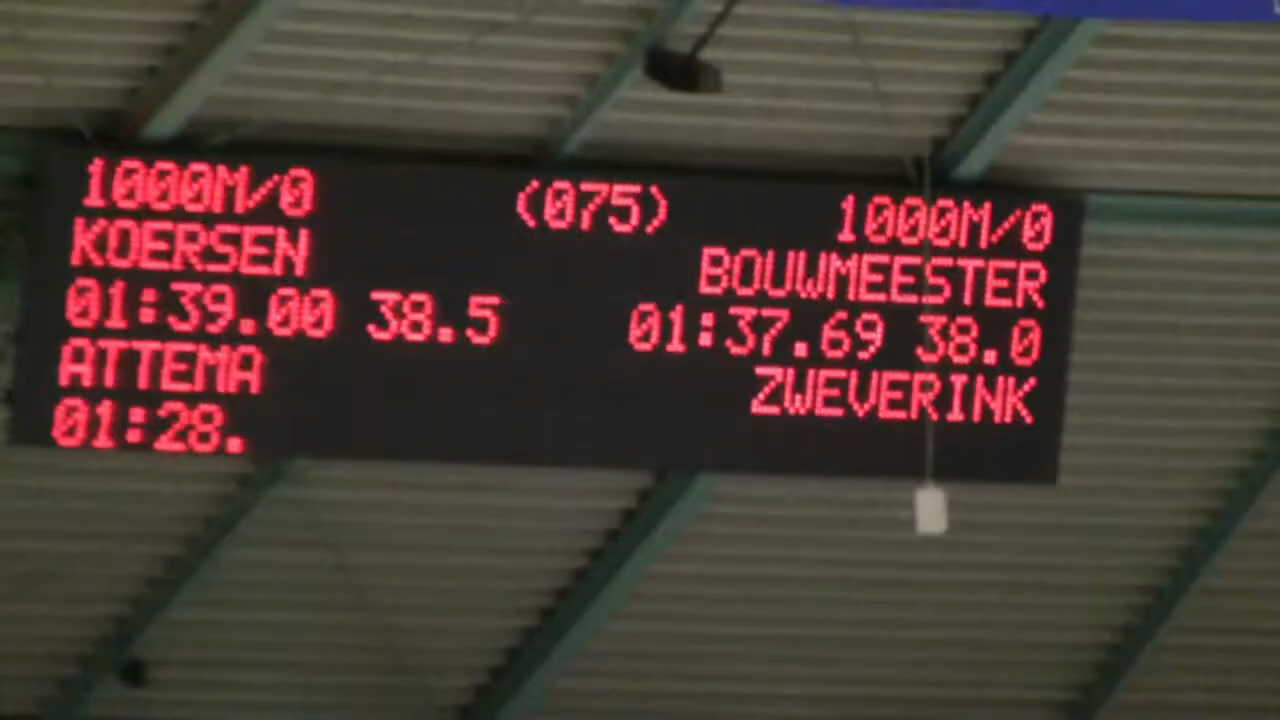 1000M/0 (075) 1000M/0
KOERSEN
BOUWMEESTER
01:39.00 38.5
01:37.69 38.0
ATTEMA
ZWEVERINK
01:28.